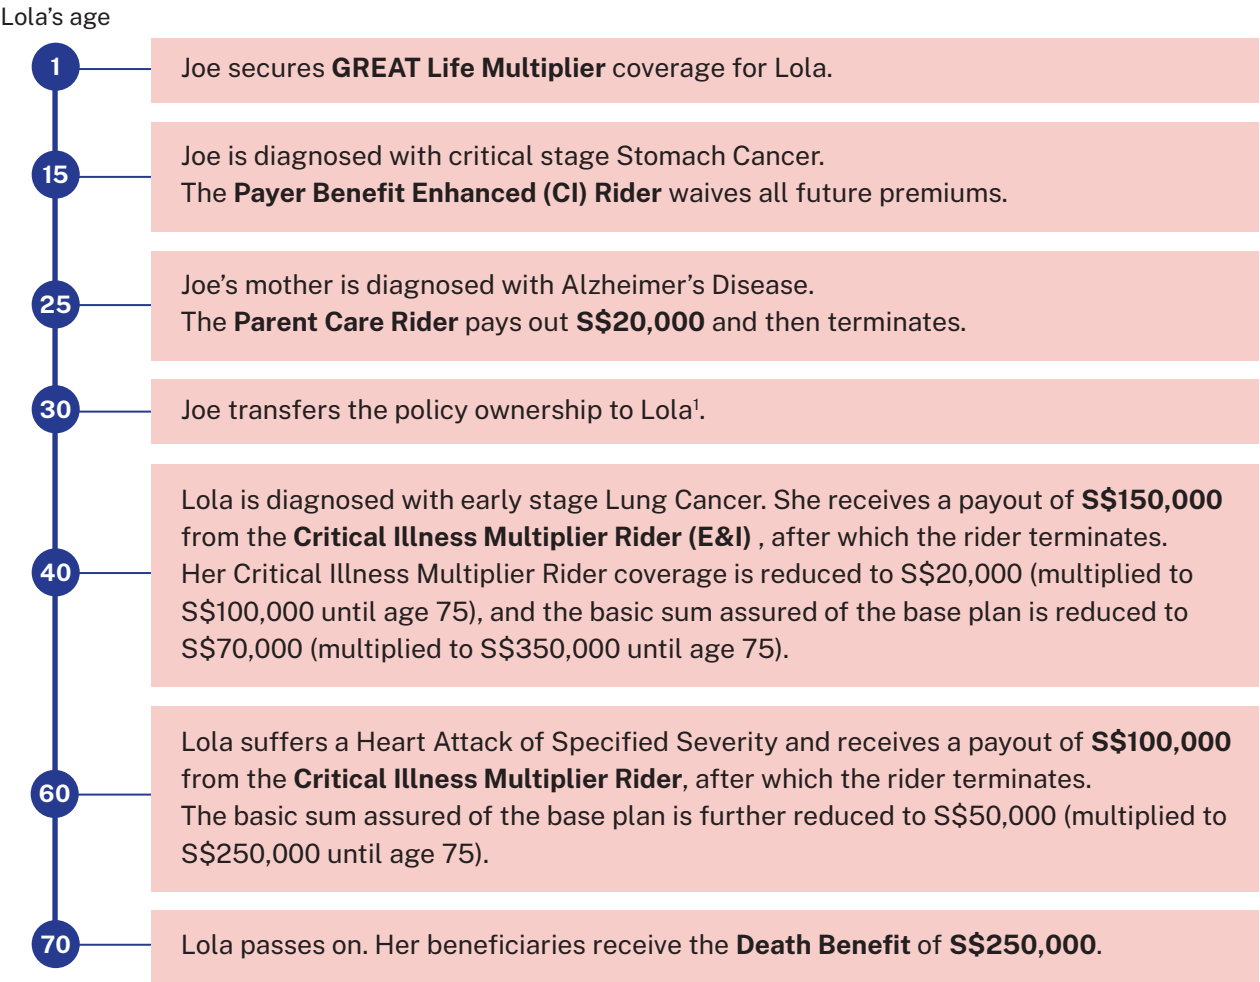 Lola’s age
1
Joe secures GREAT Life Multiplier coverage for Lola.
15
Joe is diagnosed with critical stage Stomach Cancer.
The Payer Benefit Enhanced (CI) Rider waives all future premiums.
25
Joe’s mother is diagnosed with Alzheimer’s Disease.
The Parent Care Rider pays out S$20,000 and then terminates.
30
Joe transfers the policy ownership to Lola¹.
40
Lola is diagnosed with early stage Lung Cancer. She receives a payout of S$150,000
from the Critical Illness Multiplier Rider (E&I) , after which the rider terminates.
Her Critical Illness Multiplier Rider coverage is reduced to S$20,000 (multiplied to
S$100,000 until age 75), and the basic sum assured of the base plan is reduced to
S$70,000 (multiplied to S$350,000 until age 75).
60
Lola suffers a Heart Attack of Specified Severity and receives a payout of S$100,000
from the Critical Illness Multiplier Rider, after which the rider terminates.
The basic sum assured of the base plan is further reduced to S$50,000 (multiplied to
S$250,000 until age 75).
70
Lola passes on. Her beneficiaries receive the Death Benefit of S$250,000.